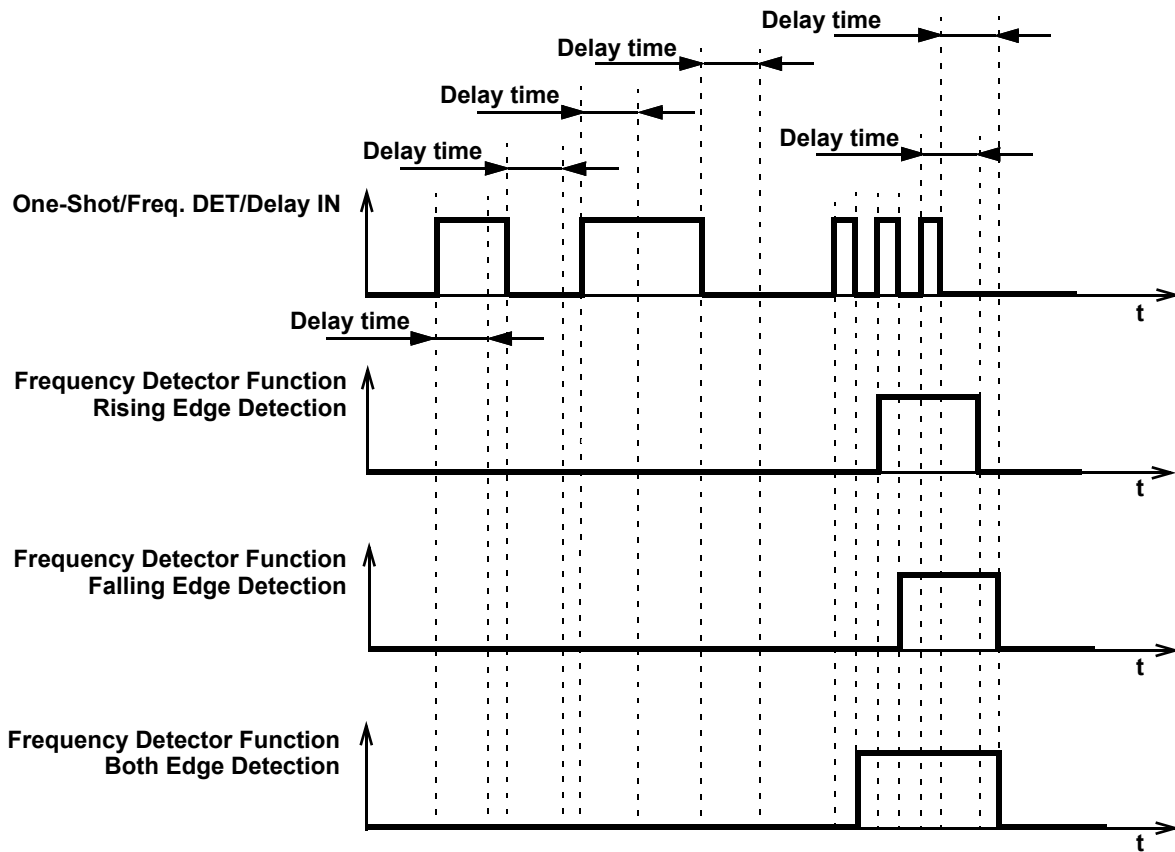 Delay time
Delay time
Delay time
Delay time
Delay time
One-Shot/Freq. DET/Delay IN
t
Delay time
Frequency Detector Function
Rising Edge Detection
t
Frequency Detector Function
Falling Edge Detection
t
Frequency Detector Function
Both Edge Detection
t